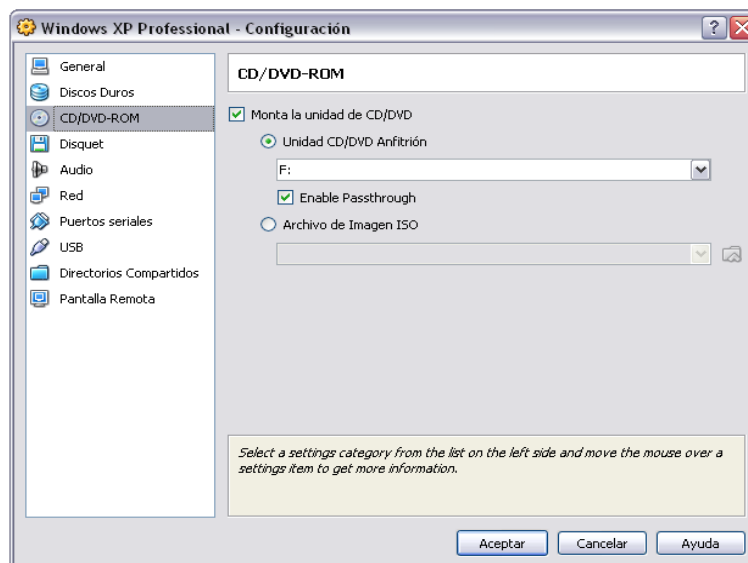 Windows XP Professional - Configuración
General
Discos Duros
CD/DVD-ROM
Disquet
Audio
Red
Puertos seriales
USB
Directorios Compartidos
Pantalla Remota
CD/DVD-ROM
Monta la unidad de CD/DVD
Unidad CD/DVD Anfitrión
F:
Enable Passthrough
Archivo de Imagen ISO
Select a settings category from the list on the left side and move the mouse over a
settings item to get more information.
Aceptar
Cancelar
Ayuda